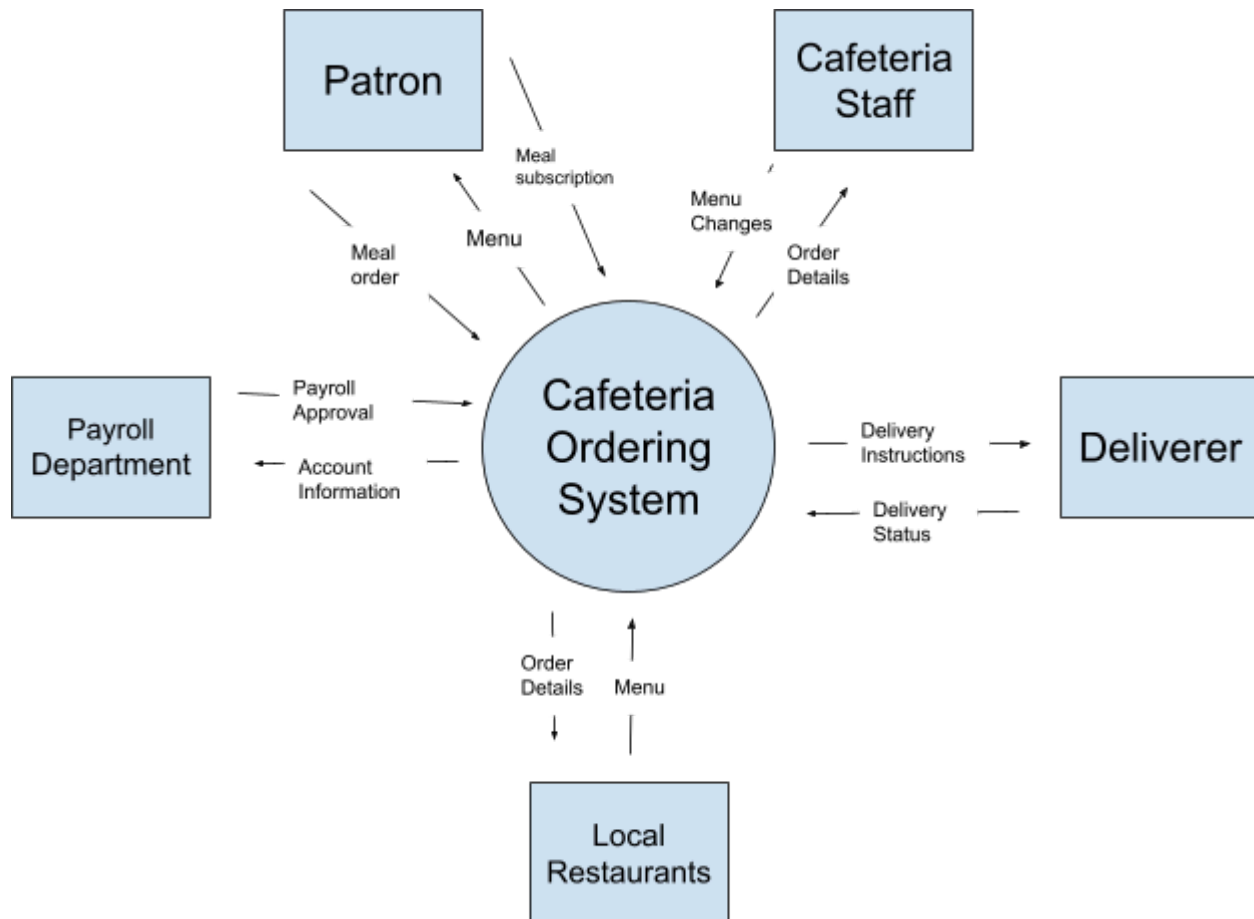 Patron
Cafeteria
Staff
Meal
subscription
Menu
Changes
Menu
Meal
order
Order
Details
Payroll
Department
Payroll
Approval
Account
Information
Cafeteria
Ordering
System
Delivery
Instructions
Delivery
Status
Deliverer
Order
Details
Menu
Local
Restaurants